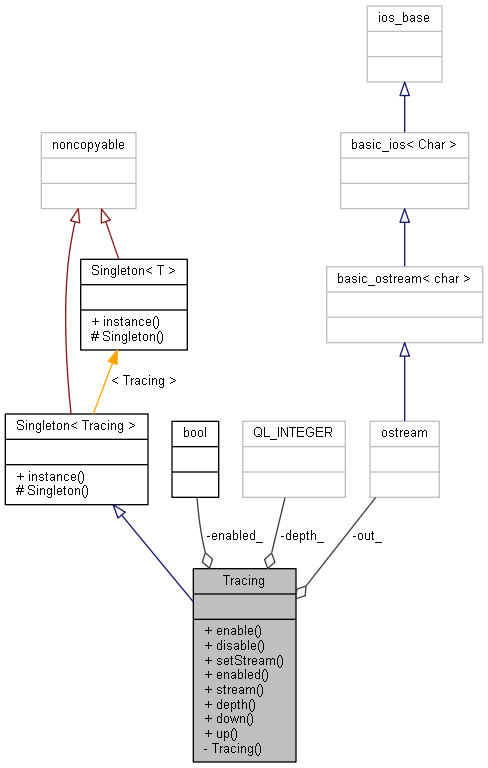 ios_base
noncopyable
basic_ios< Char >
Singleton< T >
+ instance()
# Singleton()
basic_ostream< char >
< Tracing >
Singleton< Tracing >
+ instance()
# Singleton()
bool
QL_INTEGER
ostream
-enabled_
-depth_
-out_
Tracing
+ enable()
+ disable()
+ setStream()
+ enabled()
+ stream()
+ depth()
+ down()
+ up()
- Tracing()